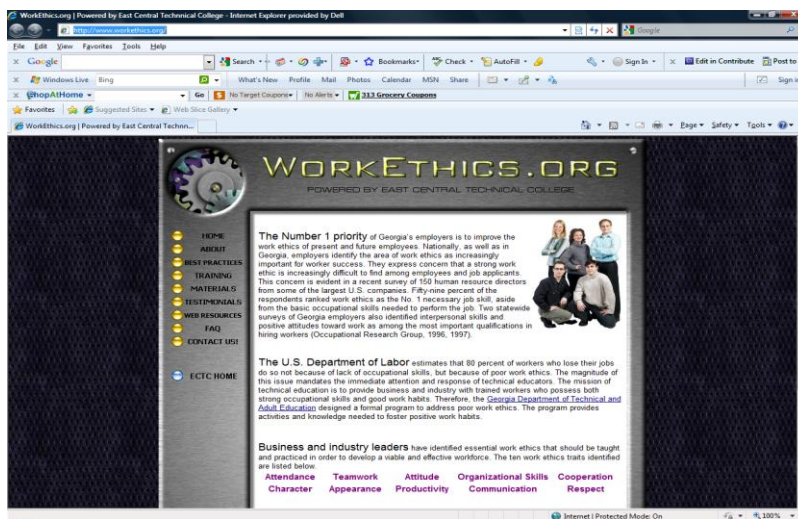 WorkEthics.org | Powered by East Central Technical College - Internet Explorer provided by Dell
http://www.workethics.org/
Google
File Edit View Favorites Tools Help
x Google Search Bookmarks Check AutoFill Sign In x Edit in Contribute Post to
x Windows Live Bing What's New Profile Mail Photos Calendar MSN Share Sign in
x ShopAtHome Go No Target Coupons No Alerts 313 Grocery Coupons
Favorites Suggested Sites Web Slice Gallery
WorkEthics.org | Powered by East Central Technn... Page Safety Tools
WORKETHICS.ORG
POWERED BY EAST CENTRAL TECHNICAL COLLEGE
HOME
ABOUT
BEST PRACTICES
TRAINING
MATERIALS
TESTIMONIALS
WEB RESOURCES
FAQ
CONTACT US!
ECTC HOME
The Number 1 priority of Georgia's employers is to improve the
work ethics of present and future employees. Nationally, as well as in
Georgia, employers identify the area of work ethics as increasingly
important for worker success. They express concern that a strong work
ethic is increasingly difficult to find among employees and job applicants.
This concern is evident in a recent survey of 150 human resource directors
from some of the largest U.S. companies. Fifty-nine percent of the
respondents ranked work ethics as the No. 1 necessary job skill, aside
from the basic occupational skills needed to perform the job. Two statewide
surveys of Georgia employers also identified interpersonal skills and
positive attitudes toward work as among the most important qualifications in
hiring workers (Occupational Research Group, 1996, 1997).
The U.S. Department of Labor estimates that 80 percent of workers who lose their jobs
do so not because of lack of occupational skills, but because of poor work ethics. The magnitude of
this issue mandates the immediate attention and response of technical educators. The mission of
technical education is to provide business and industry with trained workers who possess both
strong occupational skills and good work habits. Therefore, the Georgia Department of Technical and
Adult Education designed a formal program to address poor work ethics. The program provides
activities and knowledge needed to foster positive work habits.
Business and industry leaders have identified essential work ethics that should be taught
and practiced in order to develop a viable and effective workforce. The ten work ethics traits identified
are listed below.
Attendance Teamwork Attitude Organizational Skills Cooperation
Character Appearance Productivity Communication Respect
Internet | Protected Mode: On 100%